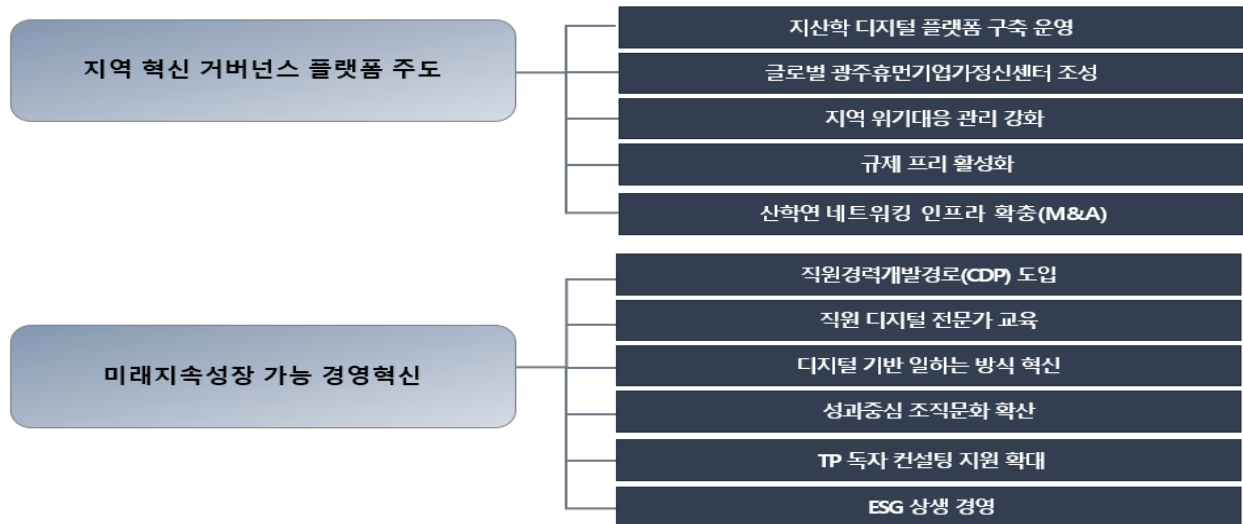 지역 혁신 거버넌스 플랫폼 주도
지산학 디지털 플랫폼 구축 운영
글로벌 광주휴먼기업가정신센터 조성
지역 위기대응 관리 강화
규제 프리 활성화
산학연 네트워킹 인프라 확충(M&A)
미래지속성장 가능 경영혁신
직원경력개발경로(CDP) 도입
직원 디지털 전문가 교육
디지털 기반 일하는 방식 혁신
성과중심 조직문화 확산
TP 독자 컨설팅 지원 확대
ESG 상생 경영